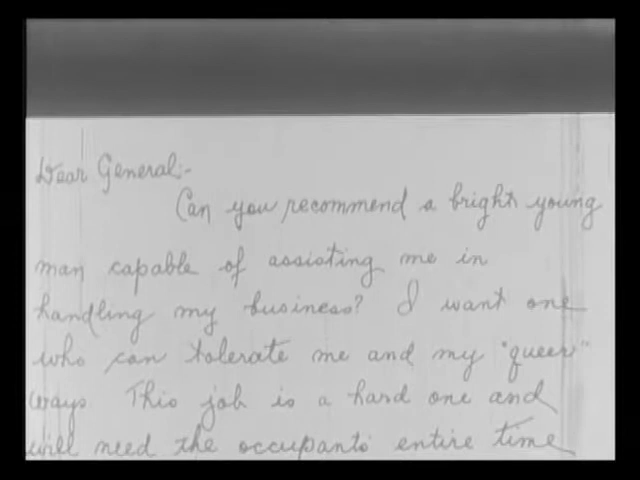 Dear General:-
Can you recommend a bright young
man capable of assisting me in
handling my business? I want one
who can tolerate me and my "queer"
ways. This job is a hard one and
will need the occupants entire time